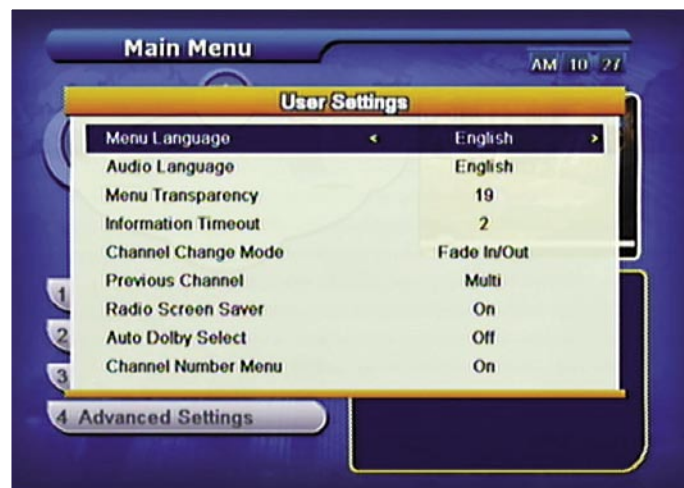 Main Menu
AM 10 27
User Settings
Menu Language < English >
Audio Language English
Menu Transparency 19
Information Timeout 2
Channel Change Mode Fade In/Out
Previous Channel Multi
Radio Screen Saver On
Auto Dolby Select Off
Channel Number Menu On
1
2
3
4 Advanced Settings